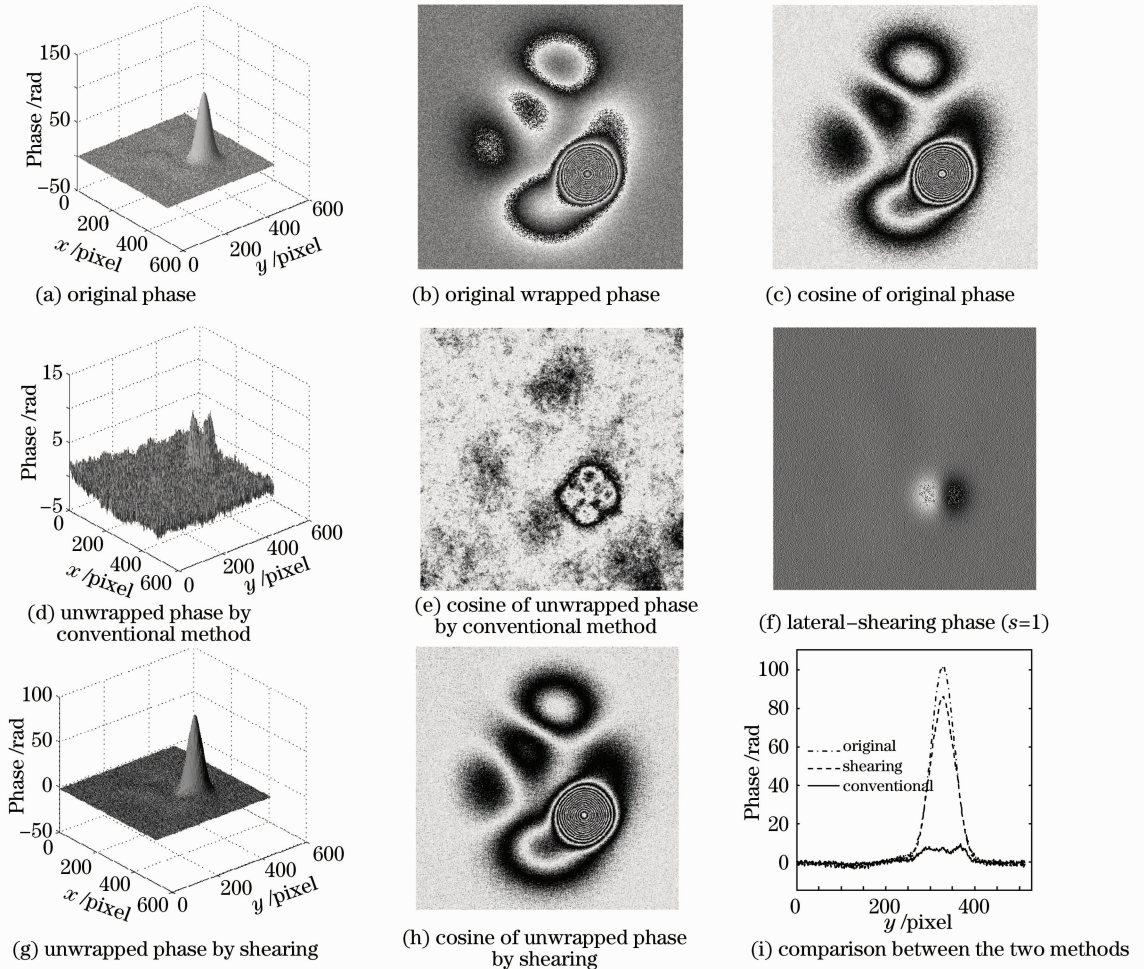 150
50
−50
Phase /rad
0
200
400
600
x /pixel
0
200
400
600
y /pixel
(a) original phase
(b) original wrapped phase
(c) cosine of original phase
15
5
−5
Phase /rad
0
200
400
600
x /pixel
0
200
400
600
y /pixel
(d) unwrapped phase by
conventional method
(e) cosine of unwrapped phase
by conventional method
(f) lateral−shearing phase (s=1)
100
50
0
−50
Phase /rad
0
200
400
600
x /pixel
0
200
400
600
y /pixel
(g) unwrapped phase by shearing
(h) cosine of unwrapped phase
by shearing
100
80
60
40
20
0
Phase /rad
original
shearing
conventional
0
200
400
y /pixel
(i) comparison between the two methods